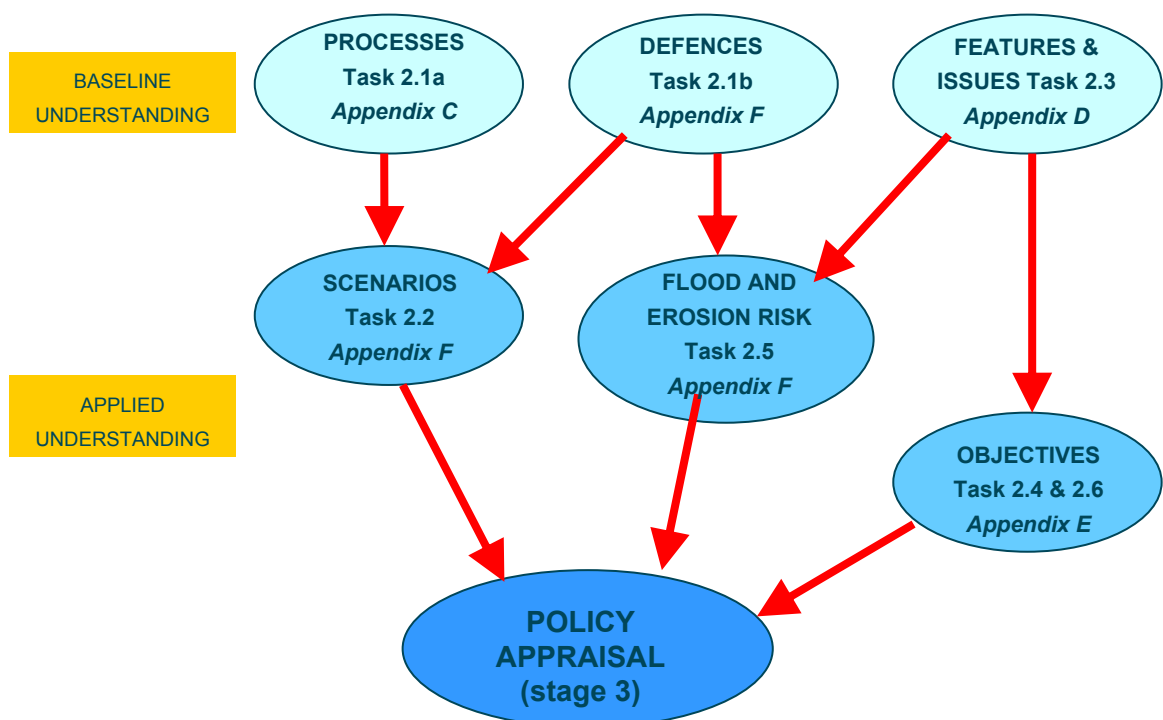 BASELINE
UNDERSTANDING
PROCESSES
Task 2.1a
Appendix C
DEFENCES
Task 2.1b
Appendix F
FEATURES &
ISSUES Task 2.3
Appendix D
SCENARIOS
Task 2.2
Appendix F
FLOOD AND
EROSION RISK
Task 2.5
Appendix F
APPLIED
UNDERSTANDING
OBJECTIVES
Task 2.4 & 2.6
Appendix E
POLICY
APPRAISAL
(stage 3)